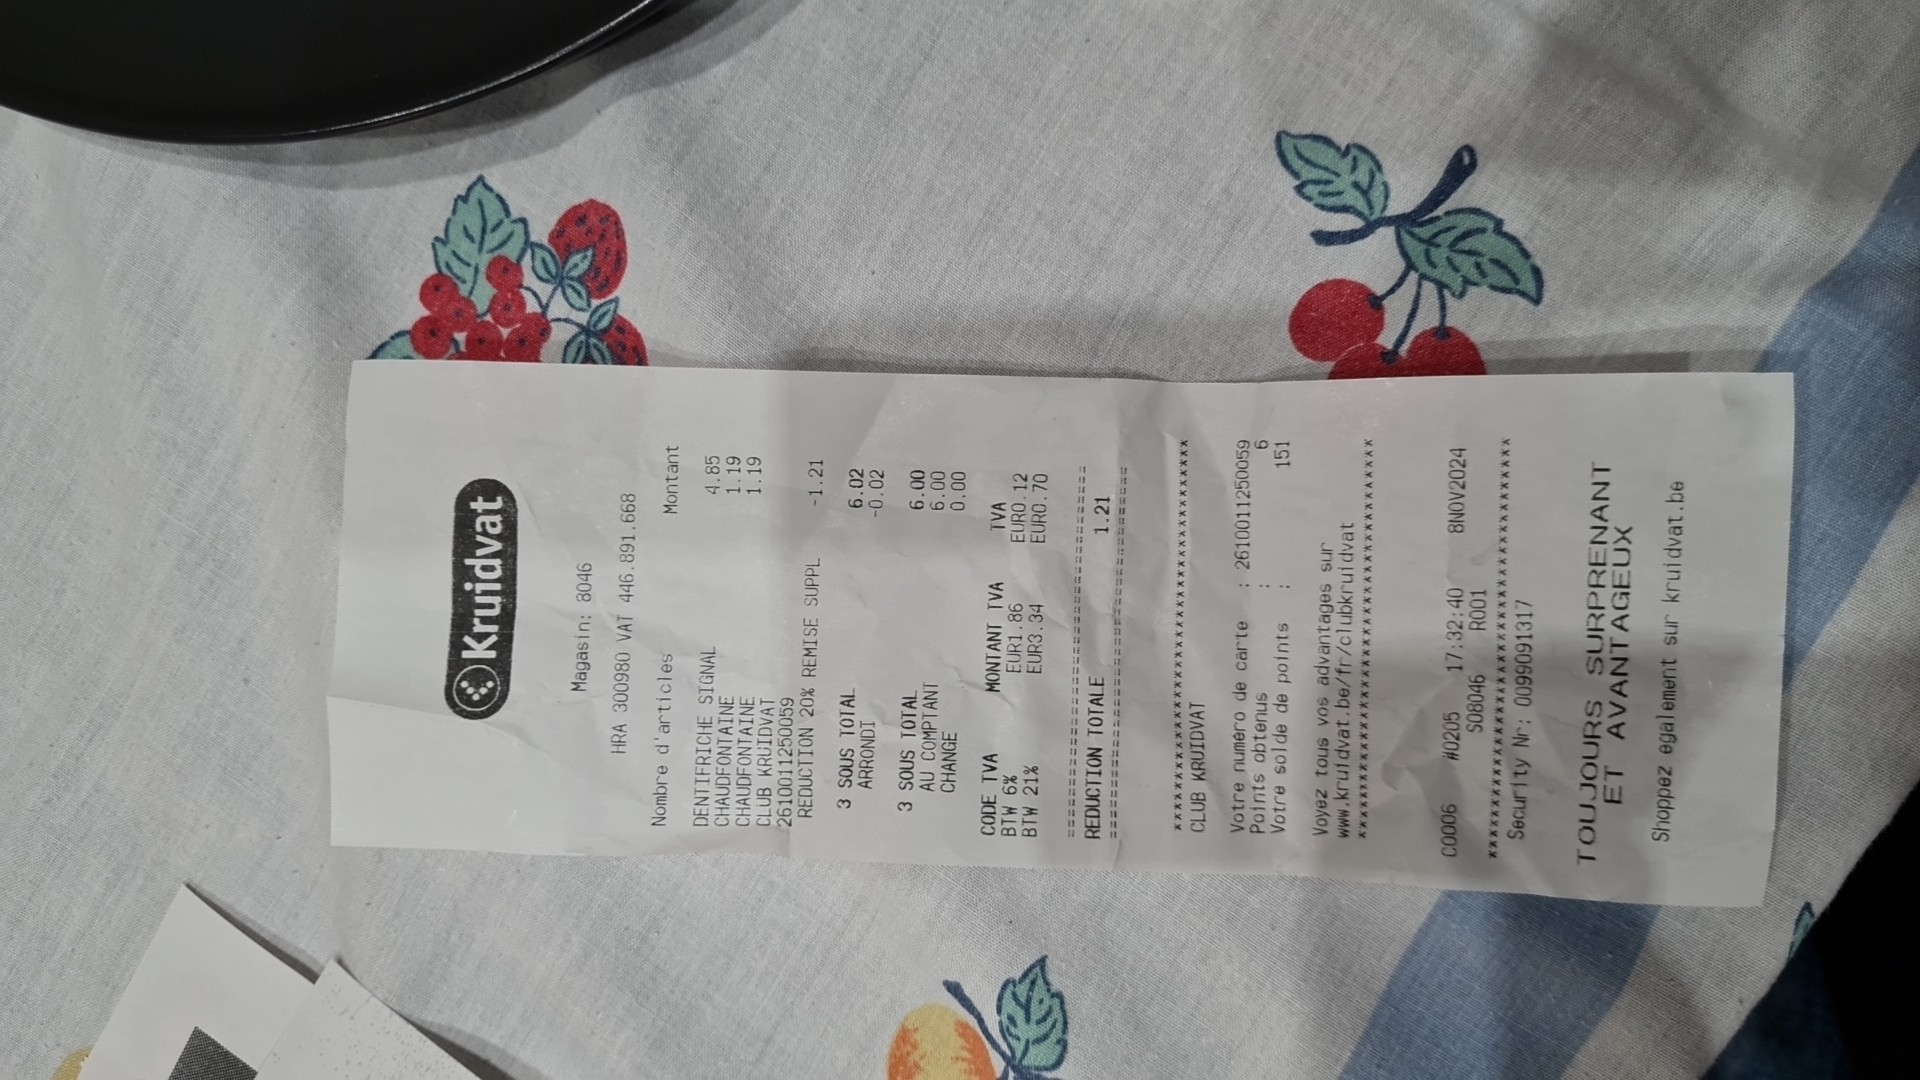 Kruidvat
Magasin: 8046
HRA 300980 VAT 446.891.668
Nombre d'articles Montant
DENTIFRICHE SIGNAL 4.85
CHAUDFONTAINE 1.19
CHAUDFONTAINE 1.19
CLUB KRUIDVAT
2610011250059
REDUCTION 20% REMISE SUPPL -1.21
3 SOUS TOTAL 6.02
ARRONDI -0.02
3 SOUS TOTAL 6.00
AU COMPTANT 6.00
CHANGE 0.00
CODE TVA MONTANT TVA TVA
BTW 6% EUR1.86 EUR0.12
BTW 21% EUR3.34 EUR0.70
==========================================
REDUCTION TOTALE 1.21
==========================================
******************************************
CLUB KRUIDVAT
Votre numéro de carte : 2610011250059
Points obtenus : 6
Votre solde de points : 151
Voyez tous vos advantages sur
www.kruidvat.be/fr/clubkruidvat
******************************************
C0006 #0205 17:32:40 8NOV2024
S08046 R001
******************************************
Security Nr: 0099091317
TOUJOURS SURPRENANT
ET AVANTAGEUX
Shoppez egalement sur kruidvat.be